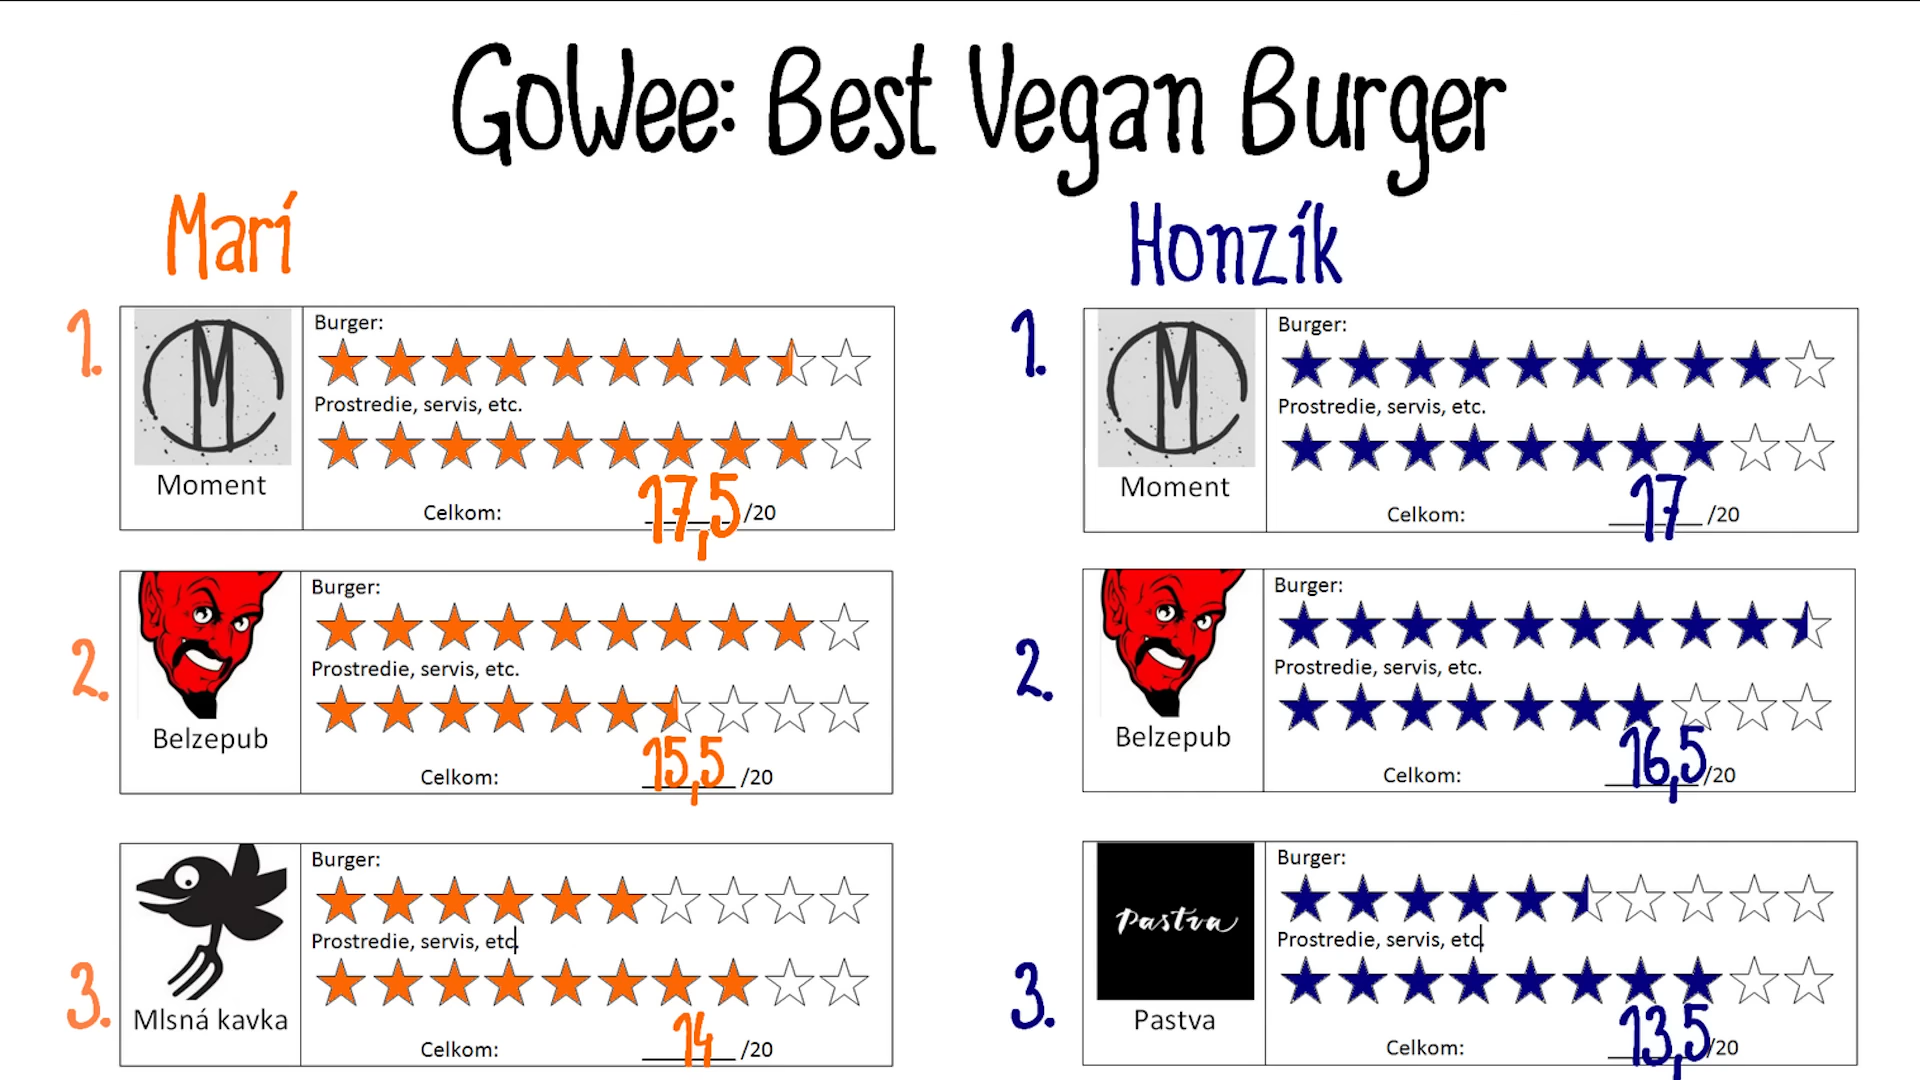 GoWee: Best Vegan Burger
Marí
1.
M
Moment
Burger:
Prostredie, servis, etc.
Celkom: 17,5 /20
2.
Belzepub
Burger:
Prostredie, servis, etc.
Celkom: 15,5 /20
3.
Mlsná kavka
Burger:
Prostredie, servis, etc.
Celkom: 14 /20
Honzík
1.
M
Moment
Burger:
Prostredie, servis, etc.
Celkom: 17 /20
2.
Belzepub
Burger:
Prostredie, servis, etc.
Celkom: 16,5 /20
3.
Pastva
Pastva
Burger:
Prostredie, servis, etc.
Celkom: 13,5 /20